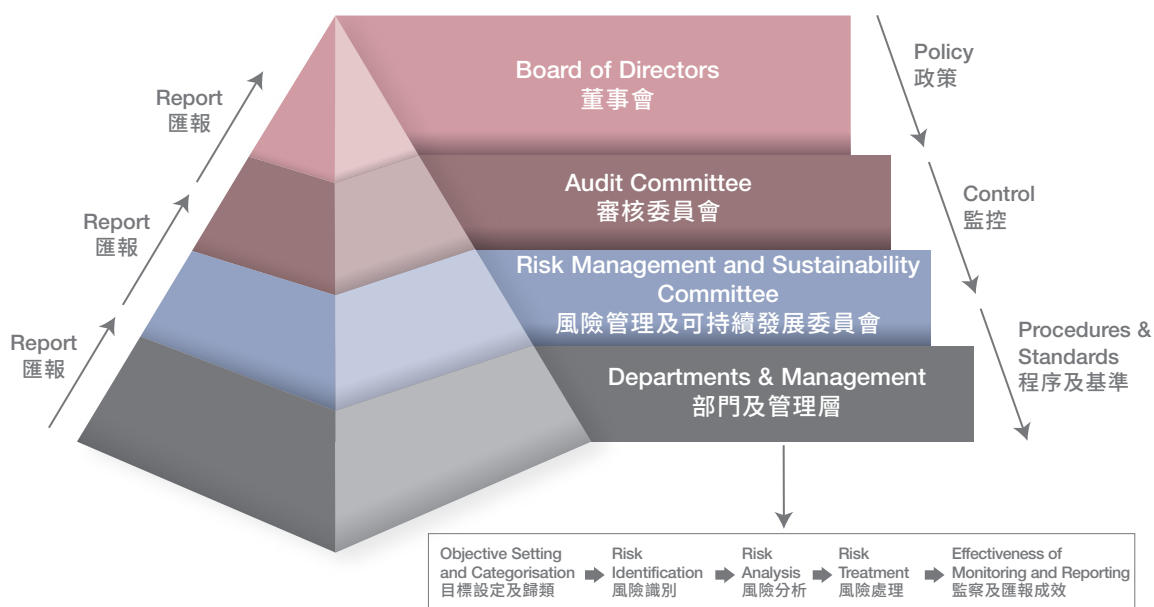 Board of Directors
董事會
Audit Committee
審核委員會
Risk Management and Sustainability
Committee
風險管理及可持續發展委員會
Departments & Management
部門及管理層
Report
匯報
Report
匯報
Report
匯報
Policy
政策
Control
監控
Procedures &
Standards
程序及基準
Objective Setting
and Categorisation
目標設定及歸類
Risk
Identification
風險識別
Risk
Analysis
風險分析
Risk
Treatment
風險處理
Effectiveness of
Monitoring and Reporting
監察及匯報成效